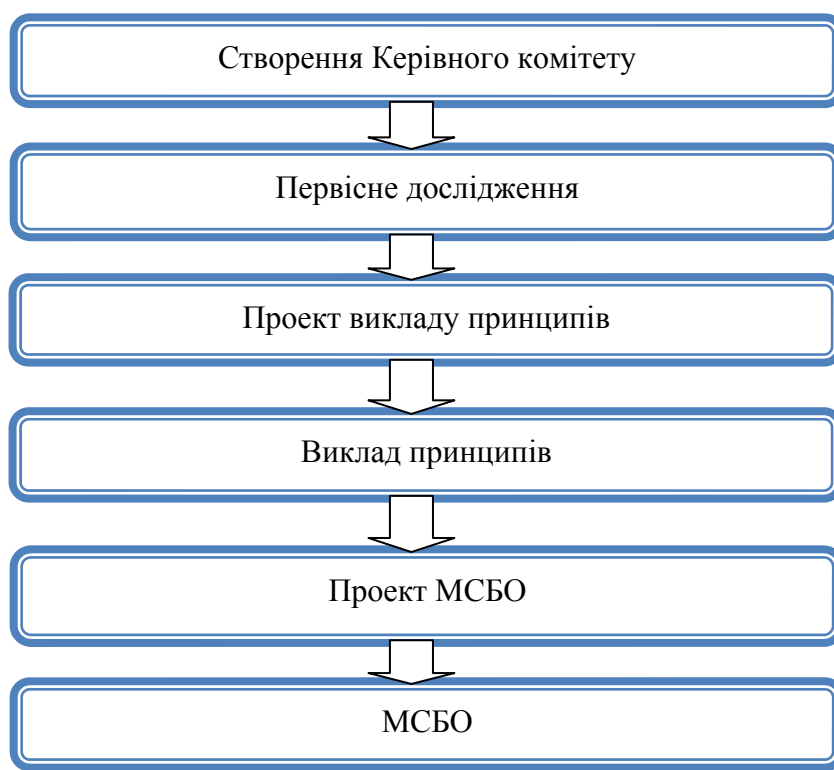 Створення Керівного комітету
Первісне дослідження
Проект викладу принципів
Виклад принципів
Проект МСБО
МСБО